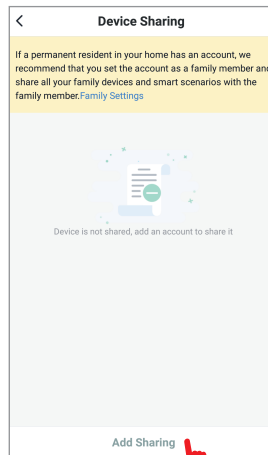 Device Sharing
If a permanent resident in your home has an account, we
recommend that you set the account as a family member and
share all your family devices and smart scenarios with the
family member.Family Settings
Device is not shared, add an account to share it
Add Sharing